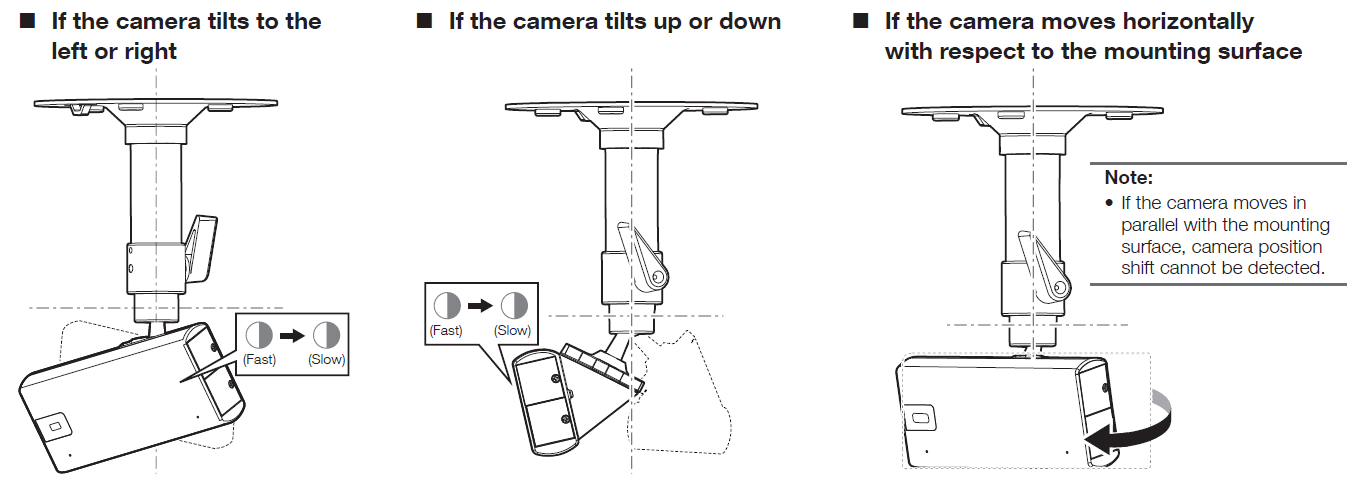 ■ If the camera tilts to the
left or right
(Fast)
(Slow)
■ If the camera tilts up or down
(Fast)
(Slow)
■ If the camera moves horizontally
with respect to the mounting surface
Note:
• If the camera moves in
parallel with the mounting
surface, camera position
shift cannot be detected.